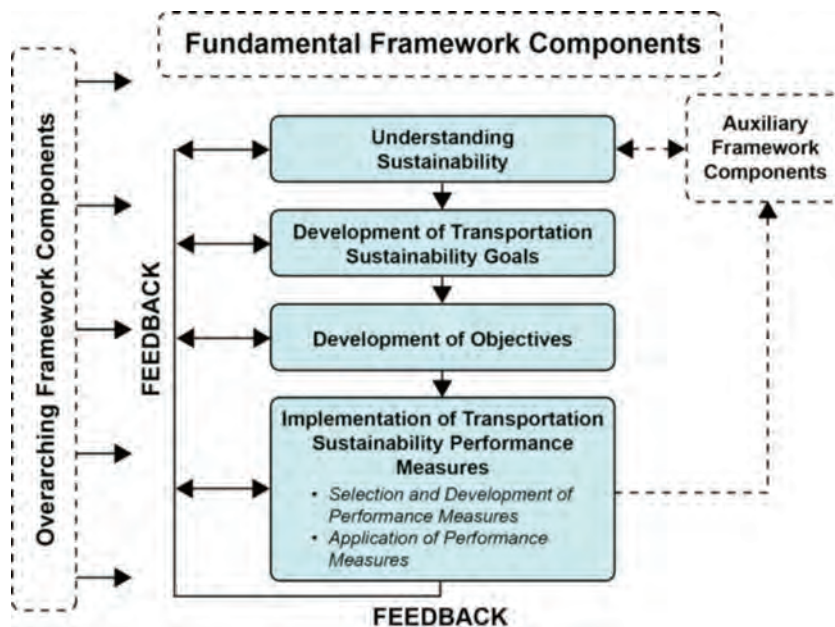 Fundamental Framework Components
Overarching Framework Components
Understanding
Sustainability
Auxiliary
Framework
Components
Development of Transportation
Sustainability Goals
Development of Objectives
Implementation of Transportation
Sustainability Performance
Measures
• Selection and Development of
Performance Measures
• Application of Performance
Measures
FEEDBACK
FEEDBACK